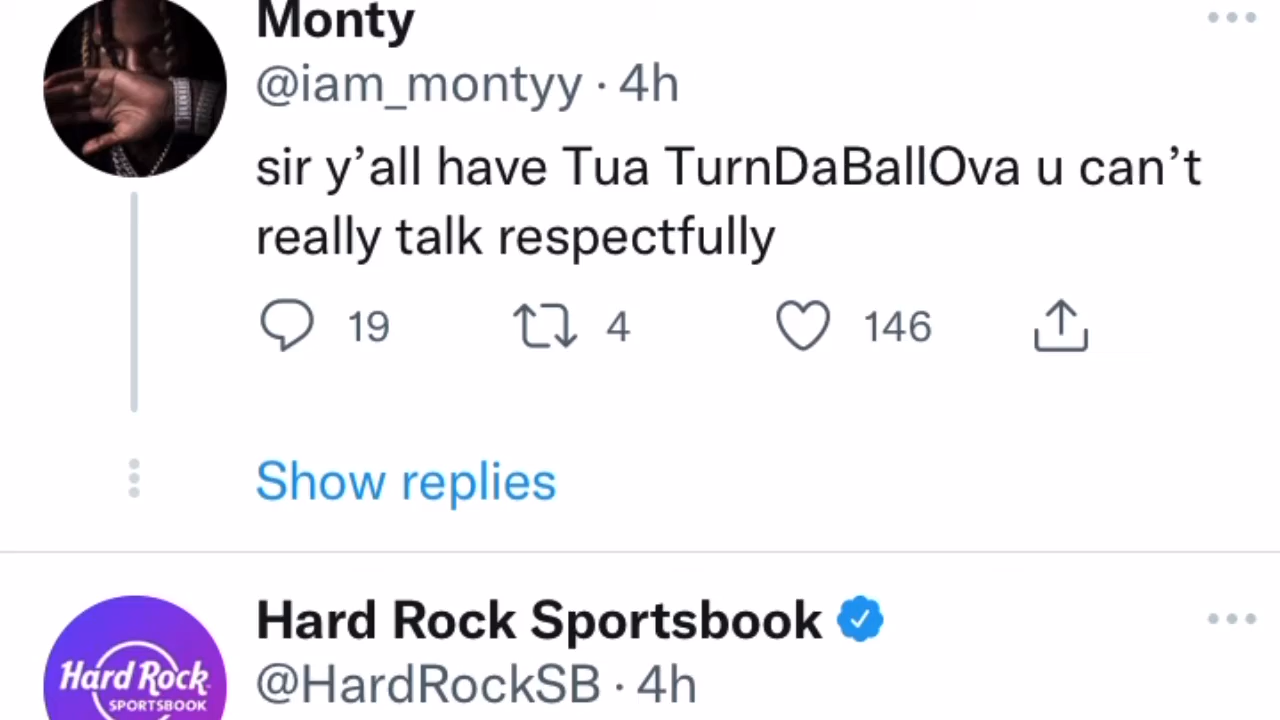 Monty
@iam_montyy · 4h
sir y’all have Tua TurnDaBallOva u can’t
really talk respectfully
19 4 146
Show replies
Hard Rock Sportsbook
@HardRockSB · 4h
Hard Rock
SPORTSBOOK